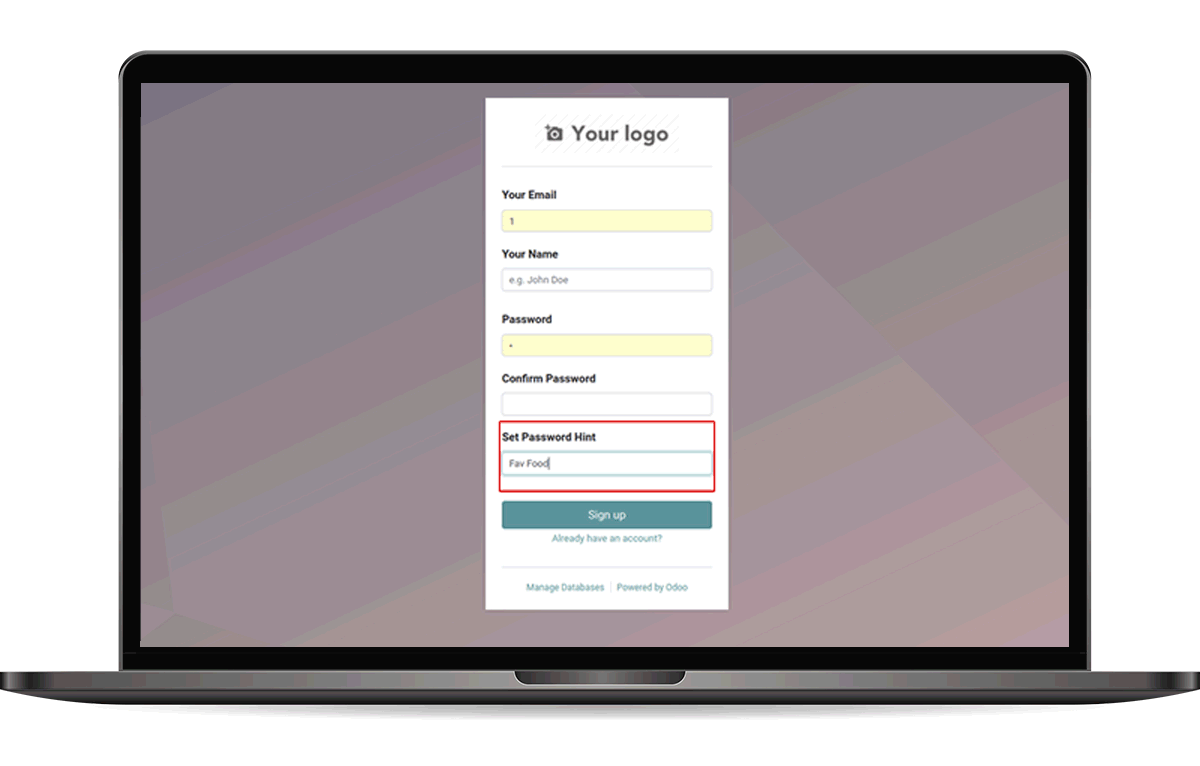 Your logo
Your Email
1
Your Name
e.g. John Doe
Password
•
Confirm Password
Set Password Hint
Fav Food
Sign up
Already have an account?
Manage Databases | Powered by Odoo